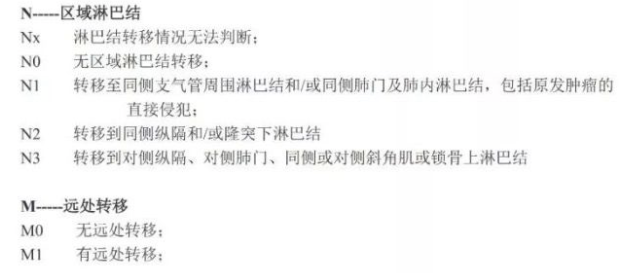 N-----区域淋巴结
Nx 淋巴结转移情况无法判断;
N0 无区域淋巴结转移;
N1 转移至同侧支气管周围淋巴结和/或同侧肺门及肺内淋巴结，包括原发肿瘤的
直接侵犯;
N2 转移到同侧纵隔和/或隆突下淋巴结
N3 转移到对侧纵隔、对侧肺门、同侧或对侧斜角肌或锁骨上淋巴结
M-----远处转移
M0 无远处转移;
M1 有远处转移;